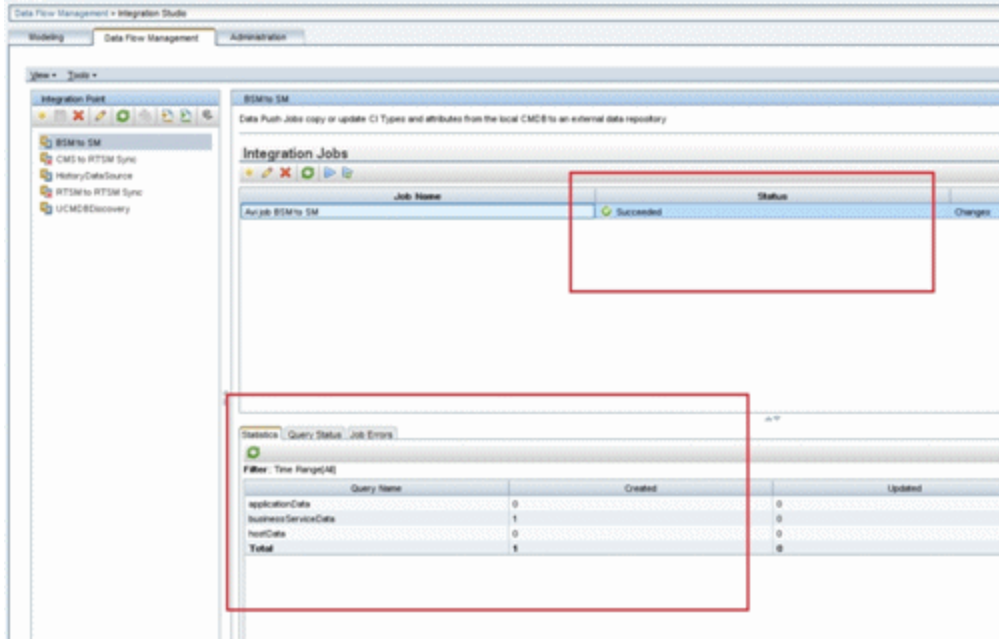 Data Flow Management > Integration Studio
Modeling Data Flow Management Administration
View Tools
Integration Point
BSM to SM
CMS to RTSM Sync
HistoryDataSource
RTSM to RTSM Sync
UCMDBDiscovery
BSM to SM
Data Push Jobs copy or update CI Types and attributes from the local CMDB to an external data repository
Integration Jobs
Job Name Status
Avi job BSM to SM Succeeded Changes
Statistics Query Status Job Errors
Filter: Time Range[All]
Query Name Created Updated
applicationData 0 0
businessServiceData 1 0
hostData 0 0
Total 1 0